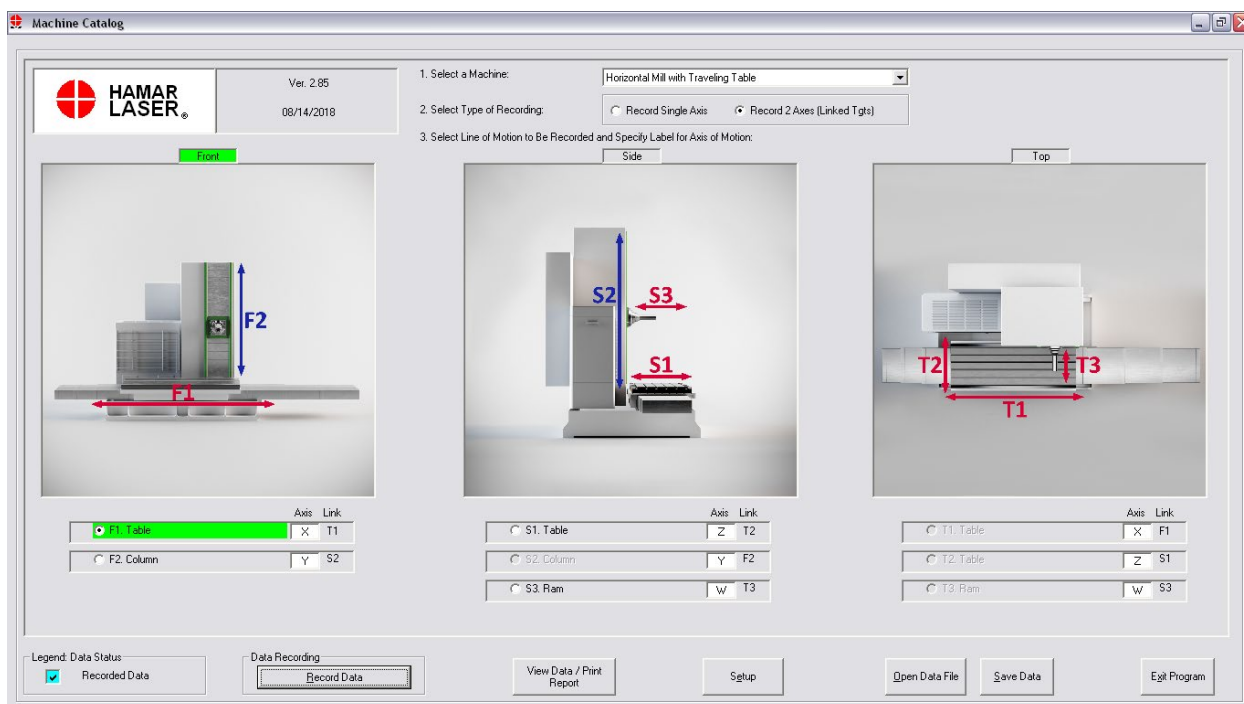 Machine Catalog
HAMAR
LASER®
Ver. 2.85
08/14/2018
1. Select a Machine:
Horizontal Mill with Traveling Table
2. Select Type of Recording:
Record Single Axis
Record 2 Axes (Linked Tgts)
3. Select Line of Motion to Be Recorded and Specify Label for Axis of Motion:
Front
F2
F1
Axis Link
F1. Table X T1
F2. Column Y S2
Side
S2
S3
S1
Axis Link
S1. Table Z T2
S2. Column Y F2
S3. Ram W T3
Top
T2
T3
T1
Axis Link
T1. Table X F1
T2. Table Z S1
T3. Ram W S3
Legend: Data Status
Recorded Data
Data Recording
Record Data
View Data / Print
Report
Setup
Open Data File
Save Data
Exit Program